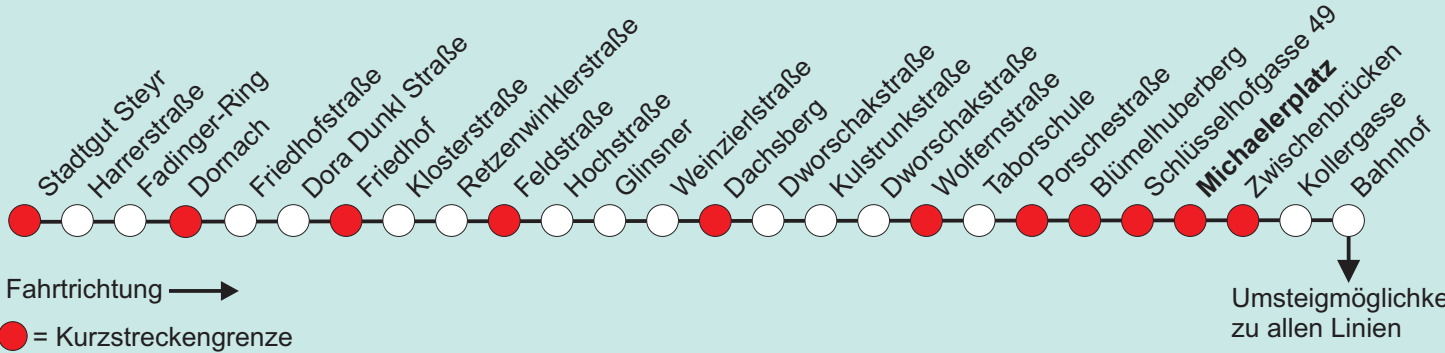 Stadtgut Steyr
Harrerstraße
Fadinger-Ring
Dornach
Friedhofstraße
Dora Dunkl Straße
Friedhof
Klosterstraße
Retzenwinklerstraße
Feldstraße
Hochstraße
Glinsner
Weinzierlstraße
Dachsberg
Dworschakstraße
Kulstrunkstraße
Dworschakstraße
Wolfernstraße
Taborschule
Porschestraße
Blümelhuberberg
Schlüsselhofgasse 49
Michaelerplatz
Zwischenbrücken
Kollergasse
Bahnhof
Fahrtrichtung
= Kurzstreckengrenze
Umsteigmöglichke
zu allen Linien